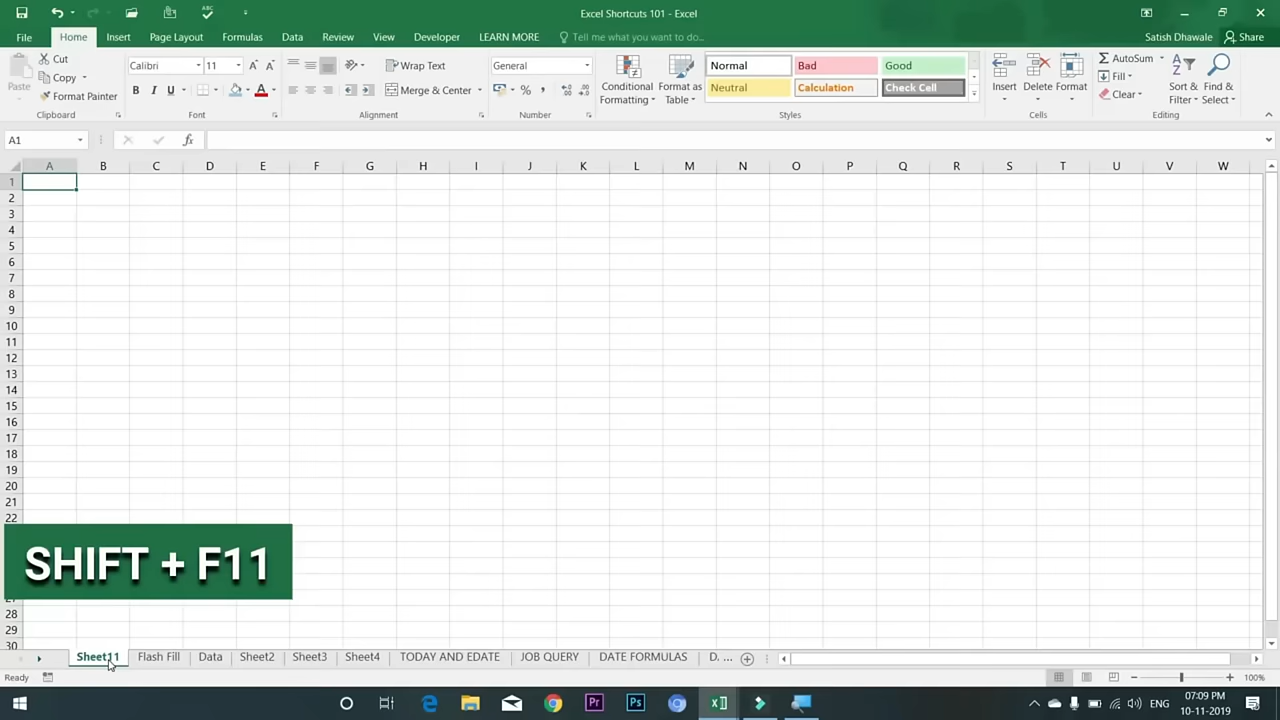 Excel Shortcuts 101 - Excel
File Home Insert Page Layout Formulas Data Review View Developer LEARN MORE Tell me what you want to do... Satish Dhawale Share
Paste
Cut
Copy
Format Painter
Clipboard
Calibri 11 A A
B I U A
Font
Wrap Text
Merge & Center
Alignment
General
% ,
Number
Conditional
Formatting
Format as
Table
Normal Bad Good
Neutral Calculation Check Cell
Styles
Insert Delete Format
Cells
AutoSum
Fill
Clear
Sort &
Filter
Find &
Select
Editing
A1 fx
A B C D E F G H I J K L M N O P Q R S T U V W
1
2
3
4
5
6
7
8
9
10
11
12
13
14
15
16
17
18
19
20
21
22
SHIFT + F11
28
29
30
Sheet11 Flash Fill Data Sheet2 Sheet3 Sheet4 TODAY AND EDATE JOB QUERY DATE FORMULAS D. ...
Ready 100%
Pr Ps ENG 07:09 PM
10-11-2019